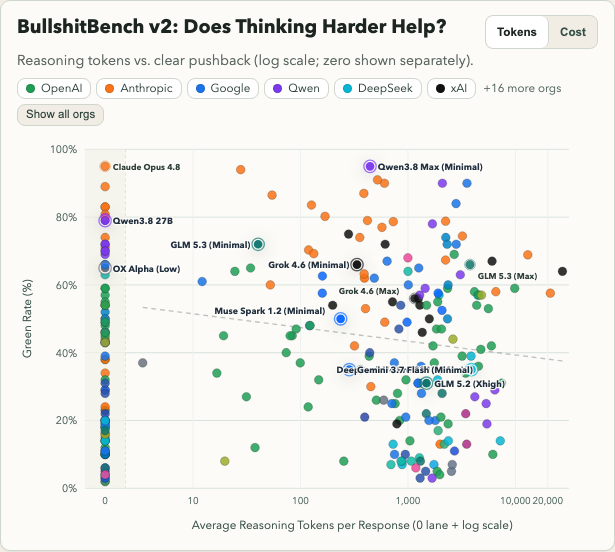 BullshitBench v2: Does Thinking Harder Help?
Tokens
Cost
Reasoning tokens vs. clear pushback (log scale; zero shown separately).
OpenAI
Anthropic
Google
Qwen
DeepSeek
xAI
+16 more orgs
Show all orgs
100%
80%
60%
40%
20%
0%
Green Rate (%)
Claude Opus 4.8
Qwen3.8 Max (Minimal)
Qwen3.8 27B
GLM 5.3 (Minimal)
OX Alpha (Low)
Grok 4.6 (Minimal)
GLM 5.3 (Max)
Grok 4.6 (Max)
Muse Spark 1.2 (Minimal)
Gemini 3.7 Flash (Minimal)
GLM 5.2 (Xhigh)
0
10
100
1,000
10,000
20,000
Average Reasoning Tokens per Response (0 lane + log scale)